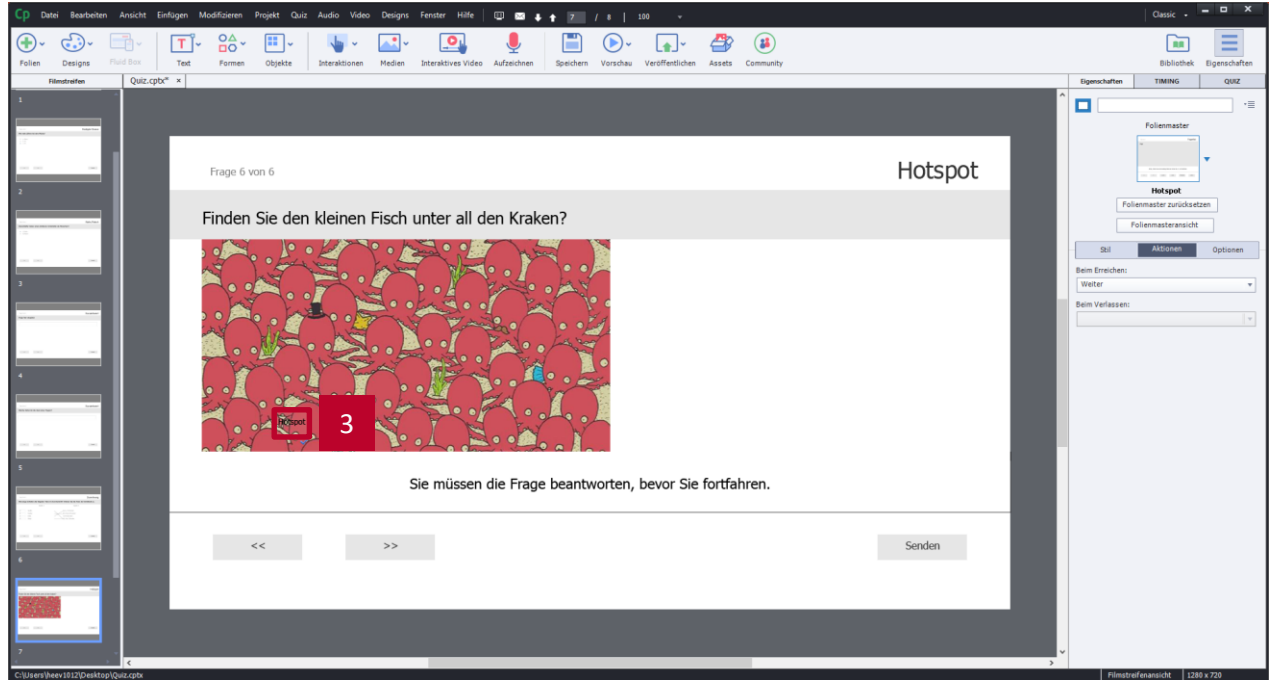 Cp Datei Bearbeiten Ansicht Einfügen Modifizieren Projekt Quiz Audio Video Designs Fenster Hilfe 7 / 8 100 Classic
Folien Designs Fluid Box Text Formen Objekte Interaktionen Medien Interaktives Video Aufzeichnen Speichern Vorschau Veröffentlichen Assets Community Bibliothek Eigenschaften
Filmstreifen Quiz.cptx* × Eigenschaften TIMING QUIZ
1
2
3
4
5
6
7
Frage 6 von 6 Hotspot
Finden Sie den kleinen Fisch unter all den Kraken?
Hotspot 3
Sie müssen die Frage beantworten, bevor Sie fortfahren.
<< >> Senden
Folienmaster
Hotspot
Folienmaster zurücksetzen
Folienmasteransicht
Stil Aktionen Optionen
Beim Erreichen:
Weiter
Beim Verlassen:
C:\Users\heev1012\Desktop\Quiz.cptx Filmstreifenansicht 1280 x 720